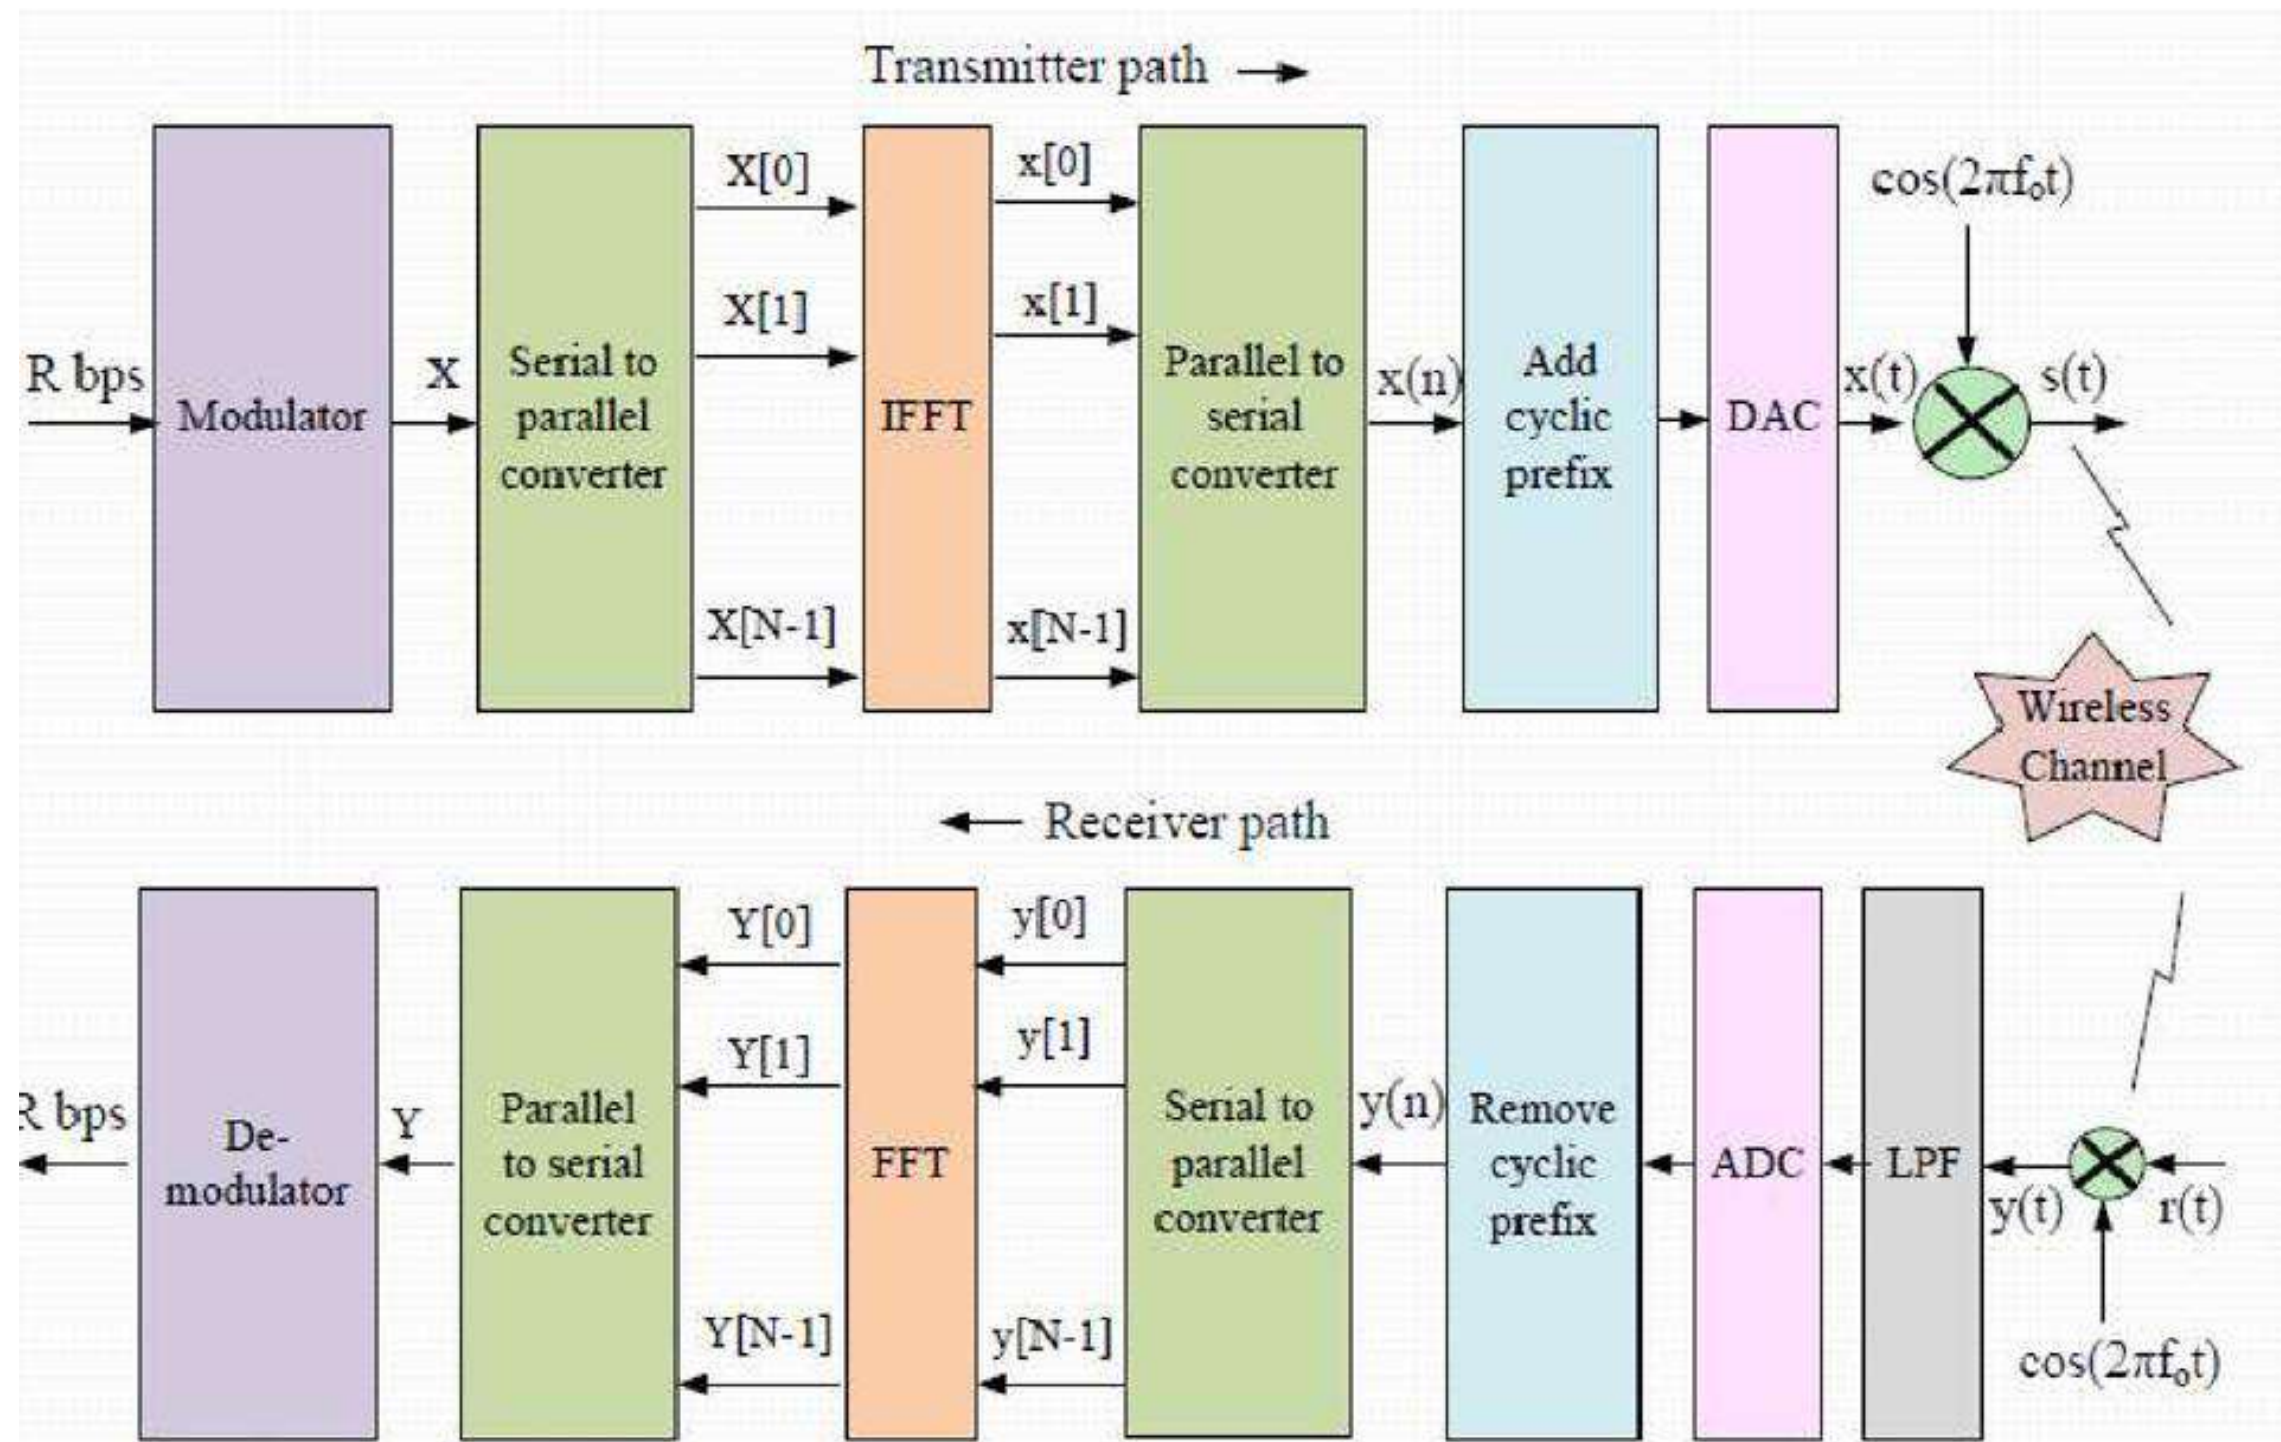 Transmitter path
R bps
Modulator
X
Serial to
parallel
converter
X[0]
X[1]
X[N-1]
IFFT
x[0]
x[1]
x[N-1]
Parallel to
serial
converter
x(n)
Add
cyclic
prefix
DAC
x(t)
cos(2πf₀t)
s(t)
Wireless
Channel
Receiver path
R bps
De-
modulator
Y
Parallel
to serial
converter
Y[0]
Y[1]
Y[N-1]
FFT
y[0]
y[1]
y[N-1]
Serial to
parallel
converter
y(n)
Remove
cyclic
prefix
ADC
LPF
y(t)
r(t)
cos(2πf₀t)